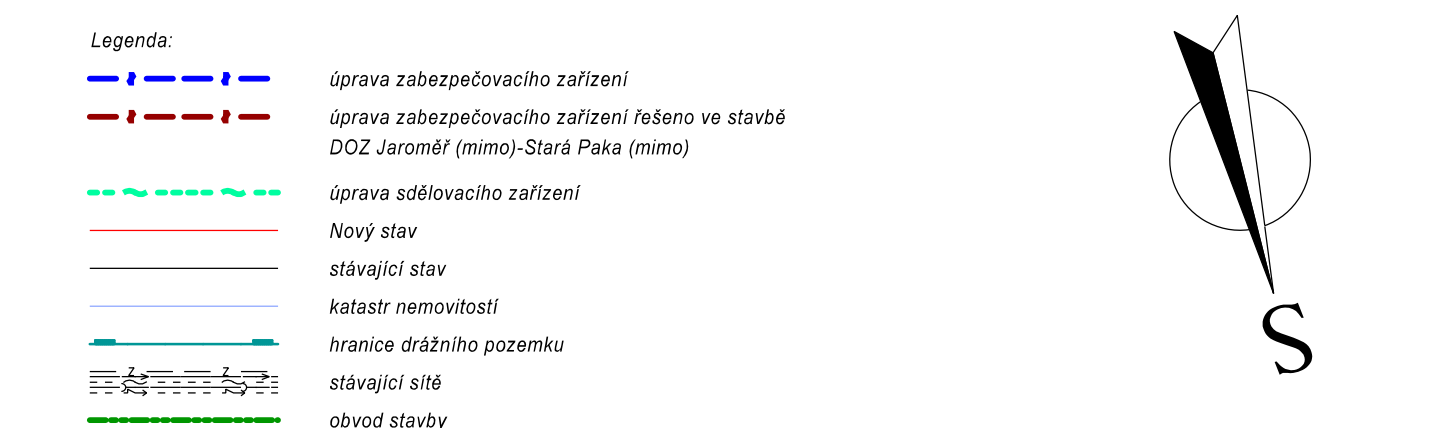 Legenda:
úprava zabezpečovacího zařízení
úprava zabezpečovacího zařízení řešeno ve stavbě
DOZ Jaroměř (mimo)-Stará Paka (mimo)
úprava sdělovacího zařízení
Nový stav
stávající stav
katastr nemovitostí
hranice drážního pozemku
Z Z
stávající sítě
obvod stavby
S